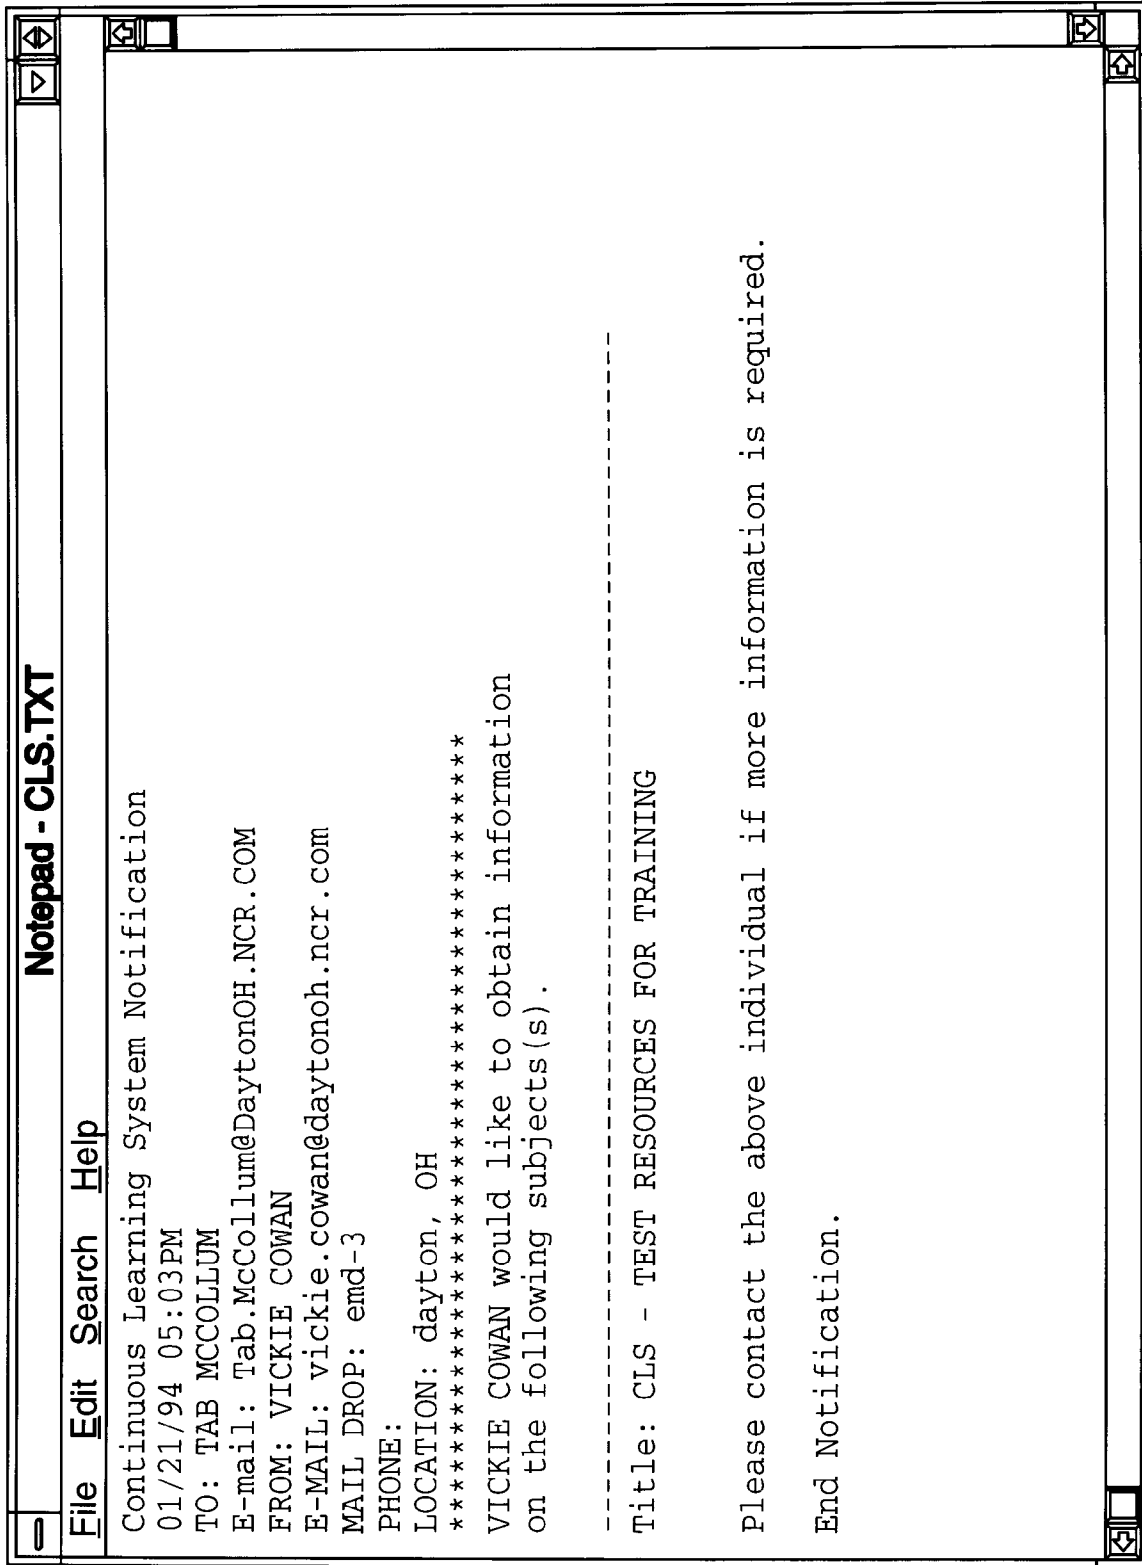 Notepad - CLS.TXT
File Edit Search Help
Continuous Learning System Notification
01/21/94 05:03PM
TO: TAB MCCOLLUM
E-mail: Tab.McCollum@DaytonOH.NCR.COM
FROM: VICKIE COWAN
E-MAIL: vickie.cowan@daytonoh.ncr.com
MAIL DROP: emd-3
PHONE:
LOCATION: dayton, OH
******************************************
VICKIE COWAN would like to obtain information
on the following subjects(s).
----------------------------------------------------------------
Title: CLS - TEST RESOURCES FOR TRAINING
Please contact the above individual if more information is required.
End Notification.